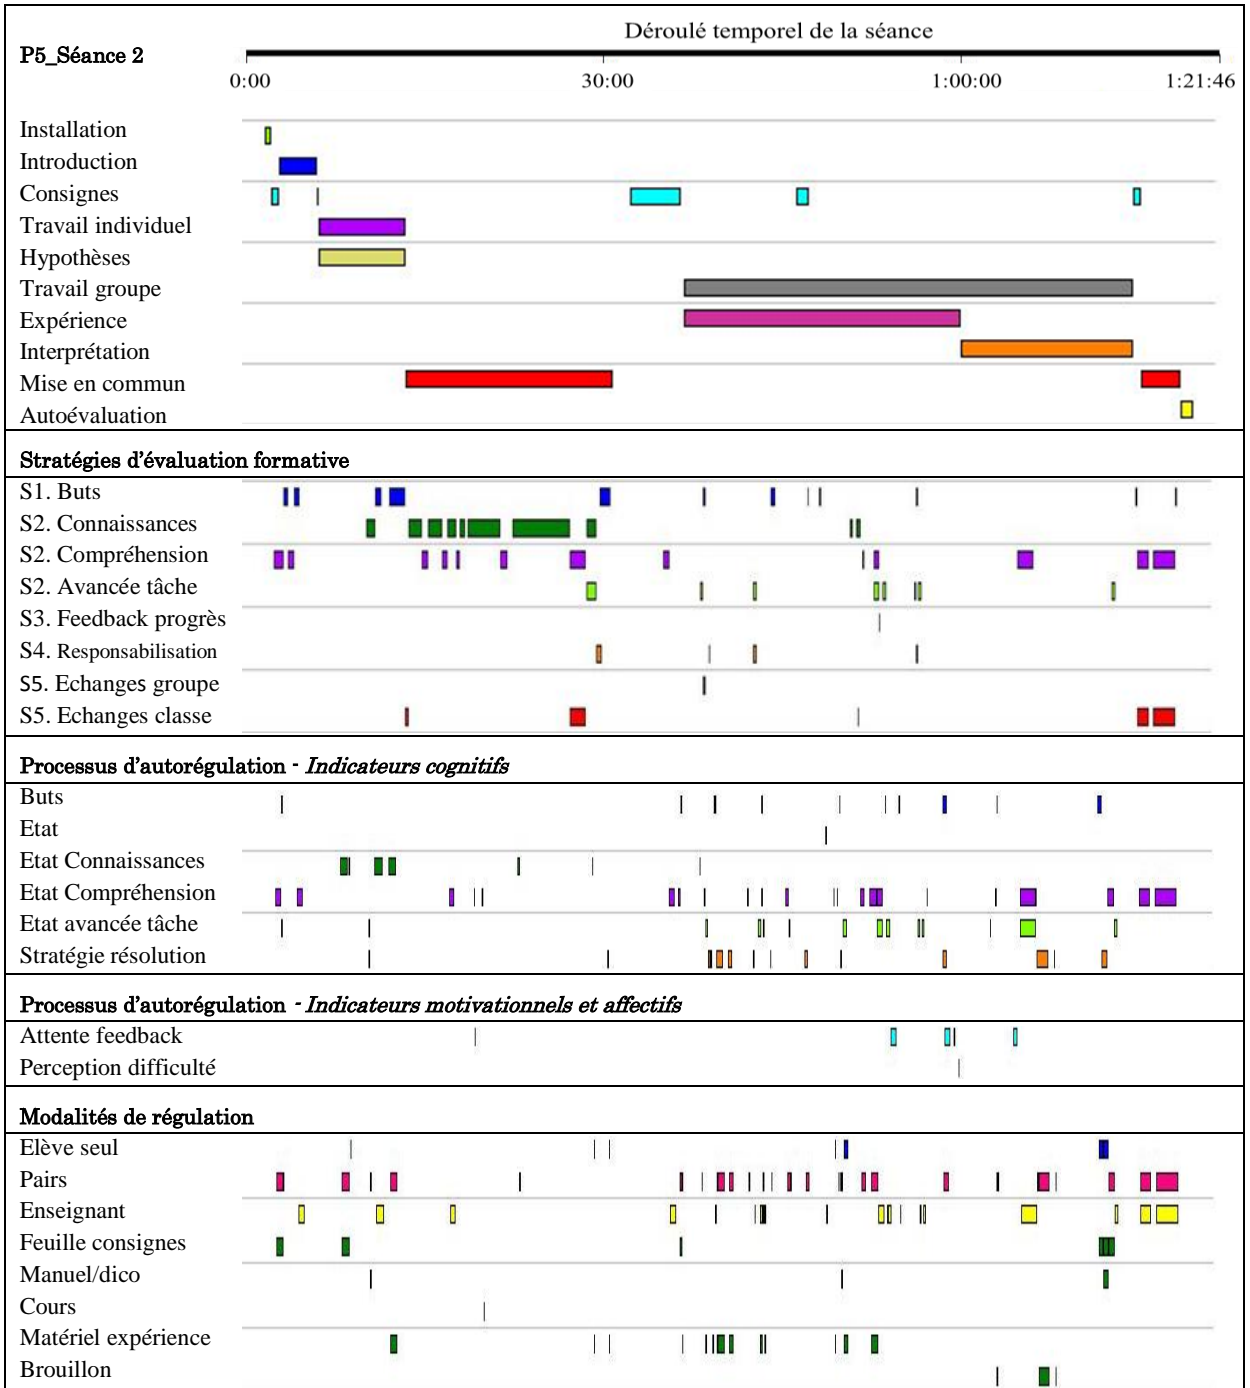 Déroulé temporel de la séance
P5_Séance 2
0:00 30:00 1:00:00 1:21:46
Installation
Introduction
Consignes
Travail individuel
Hypothèses
Travail groupe
Expérience
Interprétation
Mise en commun
Autoévaluation
Stratégies d'évaluation formative
S1. Buts
S2. Connaissances
S2. Compréhension
S2. Avancée tâche
S3. Feedback progrès
S4. Responsabilisation
S5. Echanges groupe
S5. Echanges classe
Processus d'autorégulation - Indicateurs cognitifs
Buts
Etat
Etat Connaissances
Etat Compréhension
Etat avancée tâche
Stratégie résolution
Processus d'autorégulation - Indicateurs motivationnels et affectifs
Attente feedback
Perception difficulté
Modalités de régulation
Elève seul
Pairs
Enseignant
Feuille consignes
Manuel/dico
Cours
Matériel expérience
Brouillon